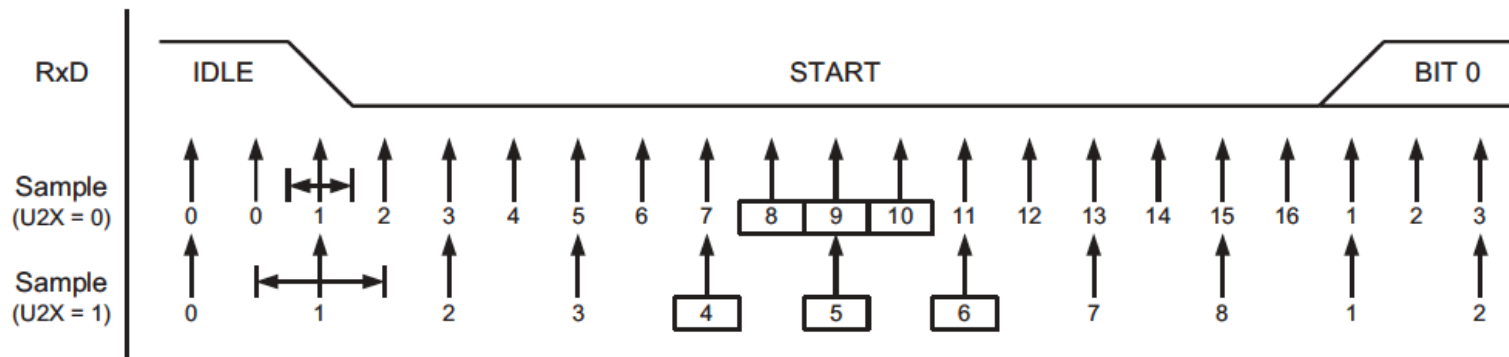 RxD IDLE START BIT 0
Sample
(U2X = 0) 0 0 1 2 3 4 5 6 7 8 9 10 11 12 13 14 15 16 1 2 3
Sample
(U2X = 1) 0 1 2 3 4 5 6 7 8 1 2